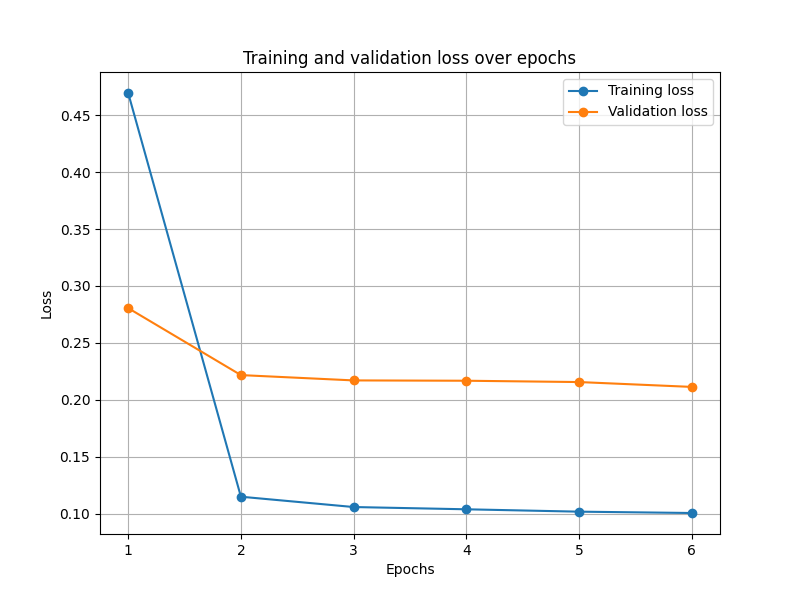 Training and validation loss over epochs
Training loss
Validation loss
0.45
0.40
0.35
0.30
0.25
0.20
0.15
0.10
Loss
1 2 3 4 5 6
Epochs